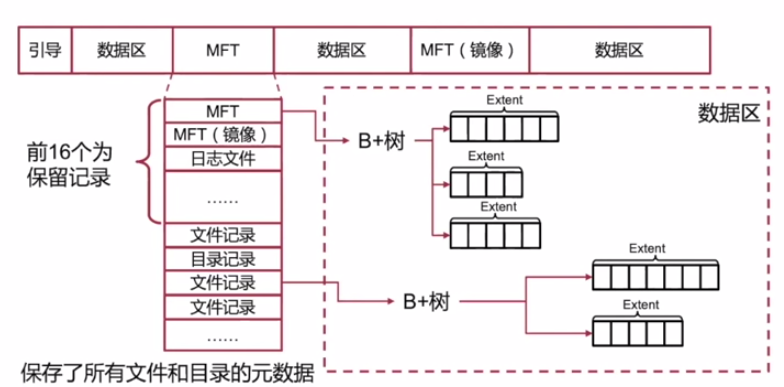 引导
数据区
MFT
数据区
MFT（镜像）
数据区
MFT
MFT（镜像）
日志文件
……
文件记录
目录记录
文件记录
文件记录
……
前16个为
保留记录
B+树
Extent
Extent
Extent
数据区
B+树
Extent
Extent
保存了所有文件和目录的元数据